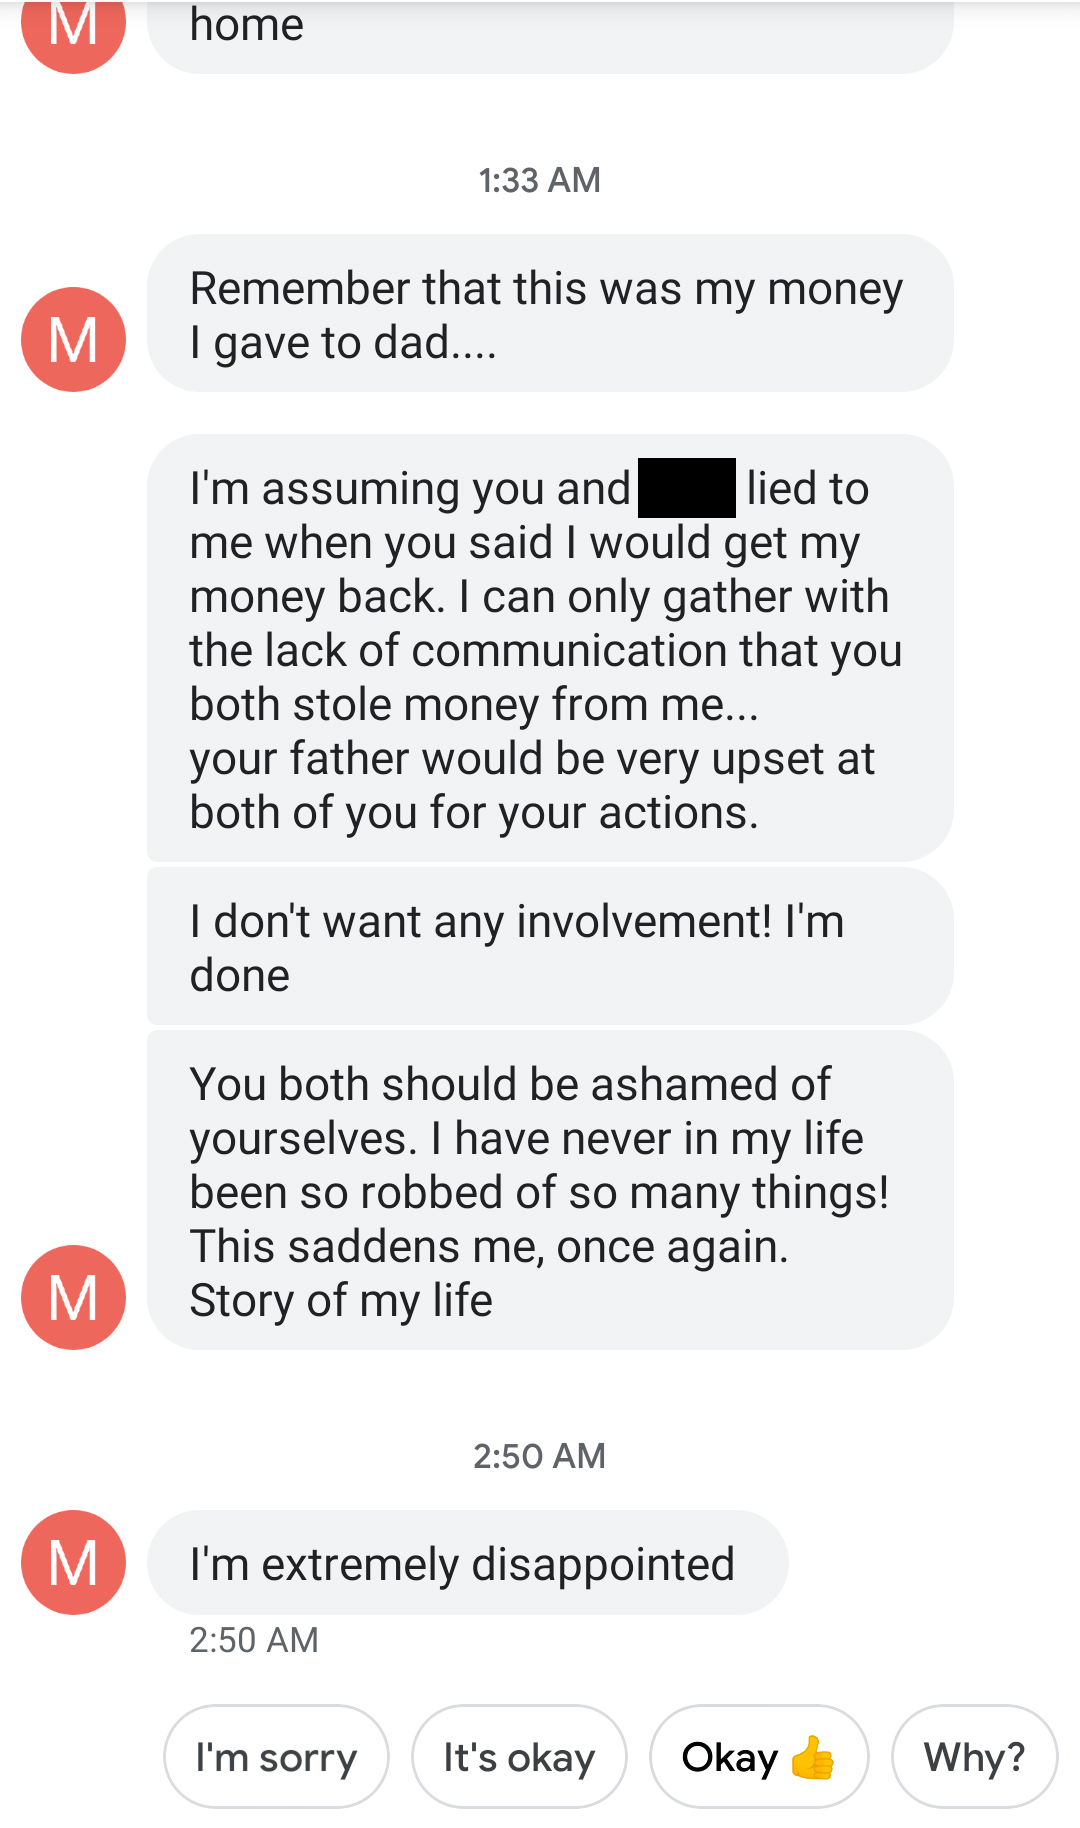 M
home
1:33 AM
Remember that this was my money
I gave to dad....
M
I'm assuming you and lied to
me when you said I would get my
money back. I can only gather with
the lack of communication that you
both stole money from me...
your father would be very upset at
both of you for your actions.
I don't want any involvement! I'm
done
You both should be ashamed of
yourselves. I have never in my life
been so robbed of so many things!
This saddens me, once again.
Story of my life
M
2:50 AM
M
I'm extremely disappointed
2:50 AM
I'm sorry
It's okay
Okay 👍
Why?